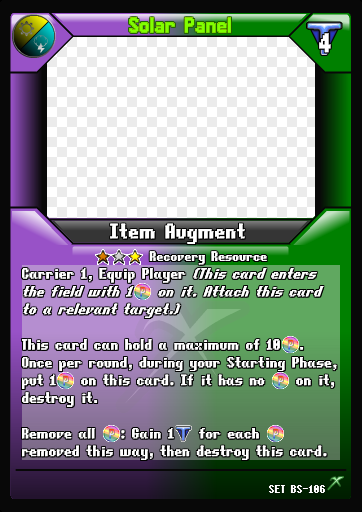 Solar Panel
4
Item Augment
Recovery Resource
Carrier 1, Equip Player (This card enters
the field with 1 on it. Attach this card
to a relevant target.)
This card can hold a maximum of 10.
Once per round, during your Starting Phase,
put 1 on this card. If it has no on it,
destroy it.
Remove all : Gain 1 for each
removed this way, then destroy this card.
SET BS-106